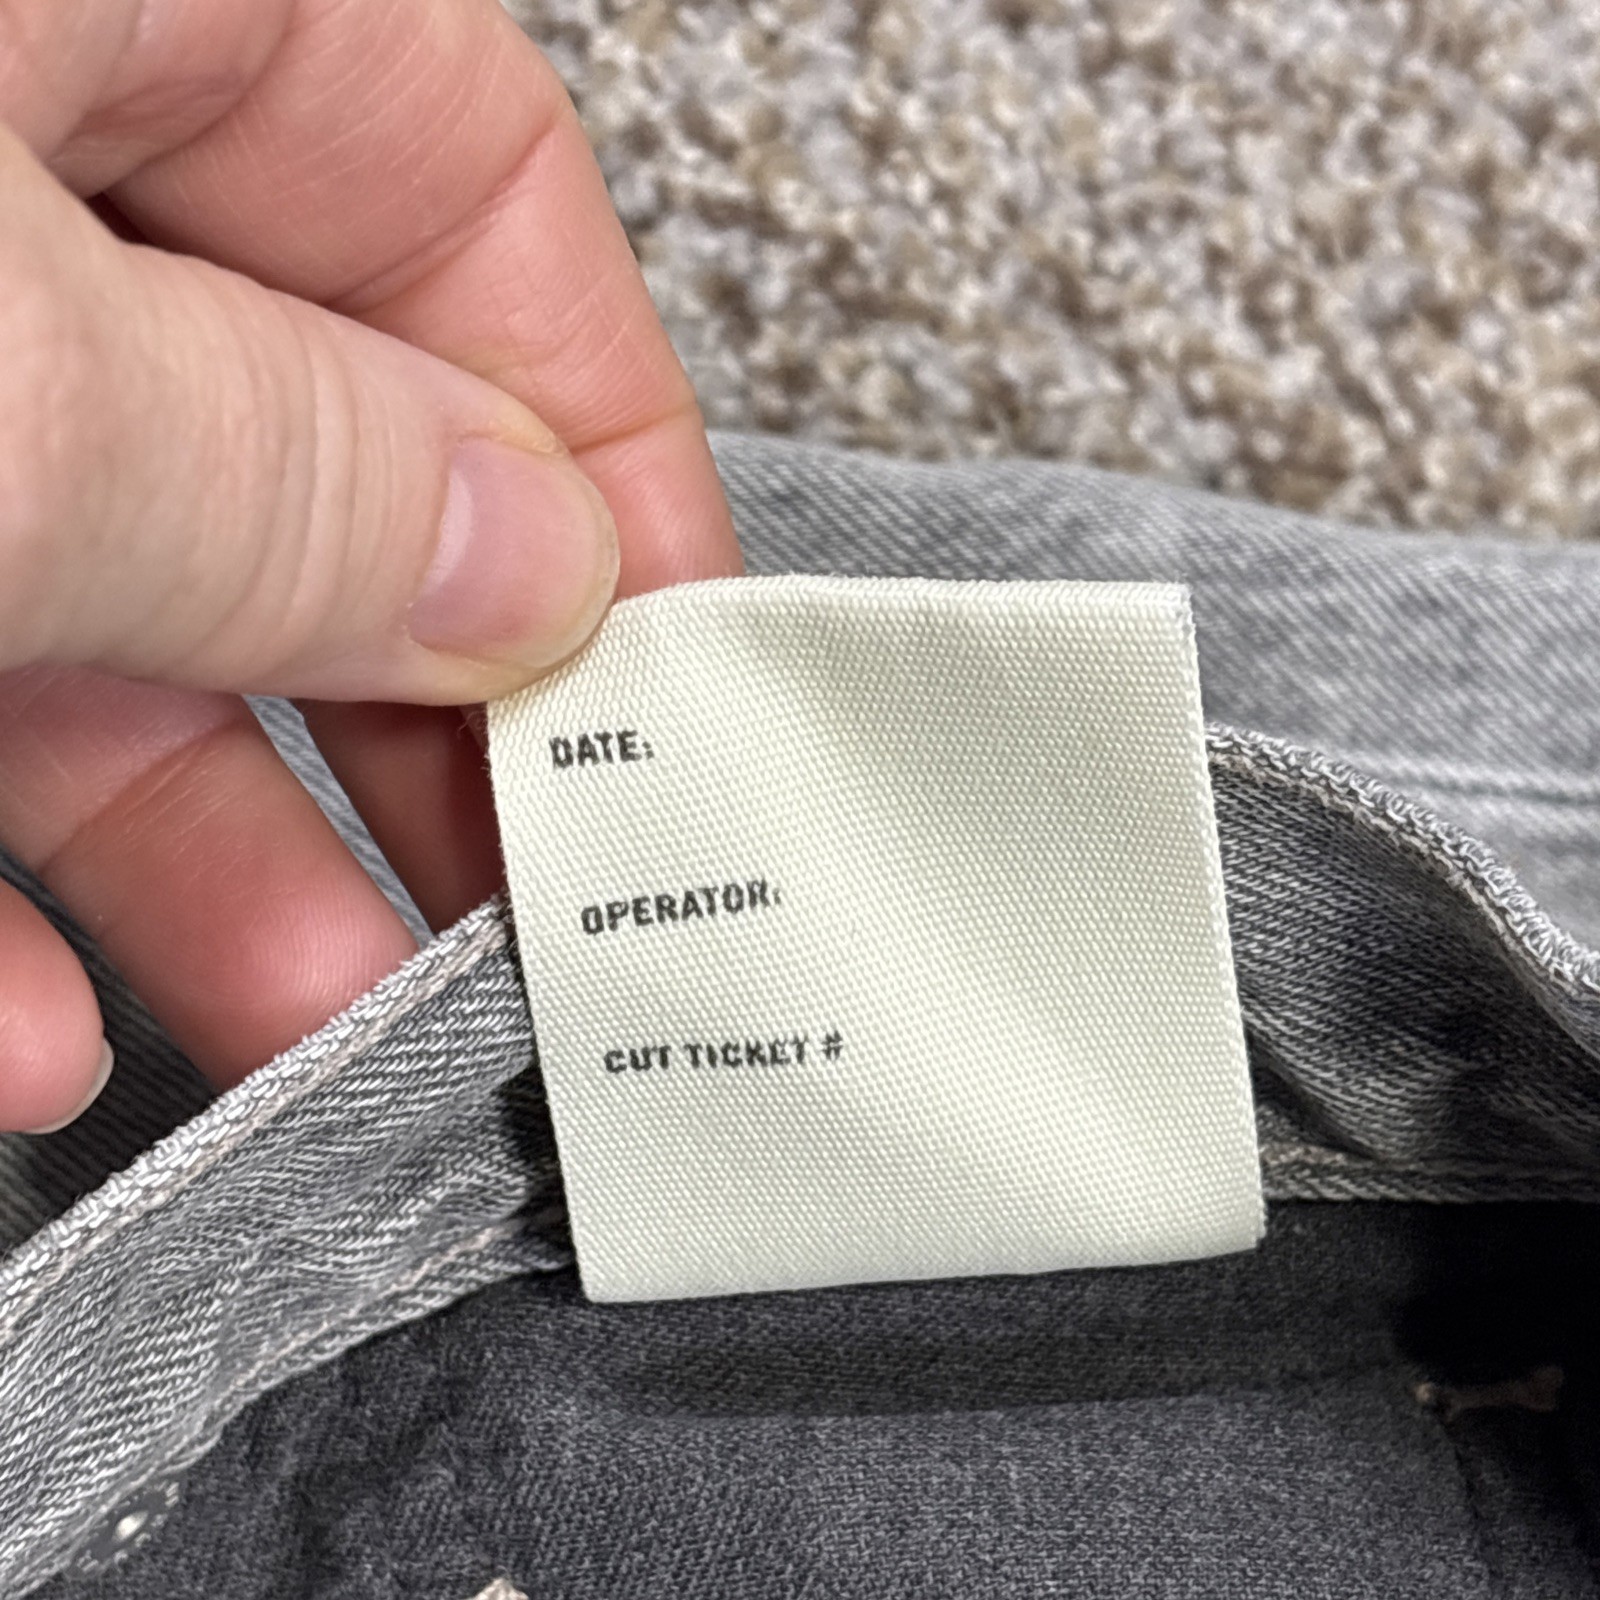 DATE:
OPERATOR:
CUT TICKET #